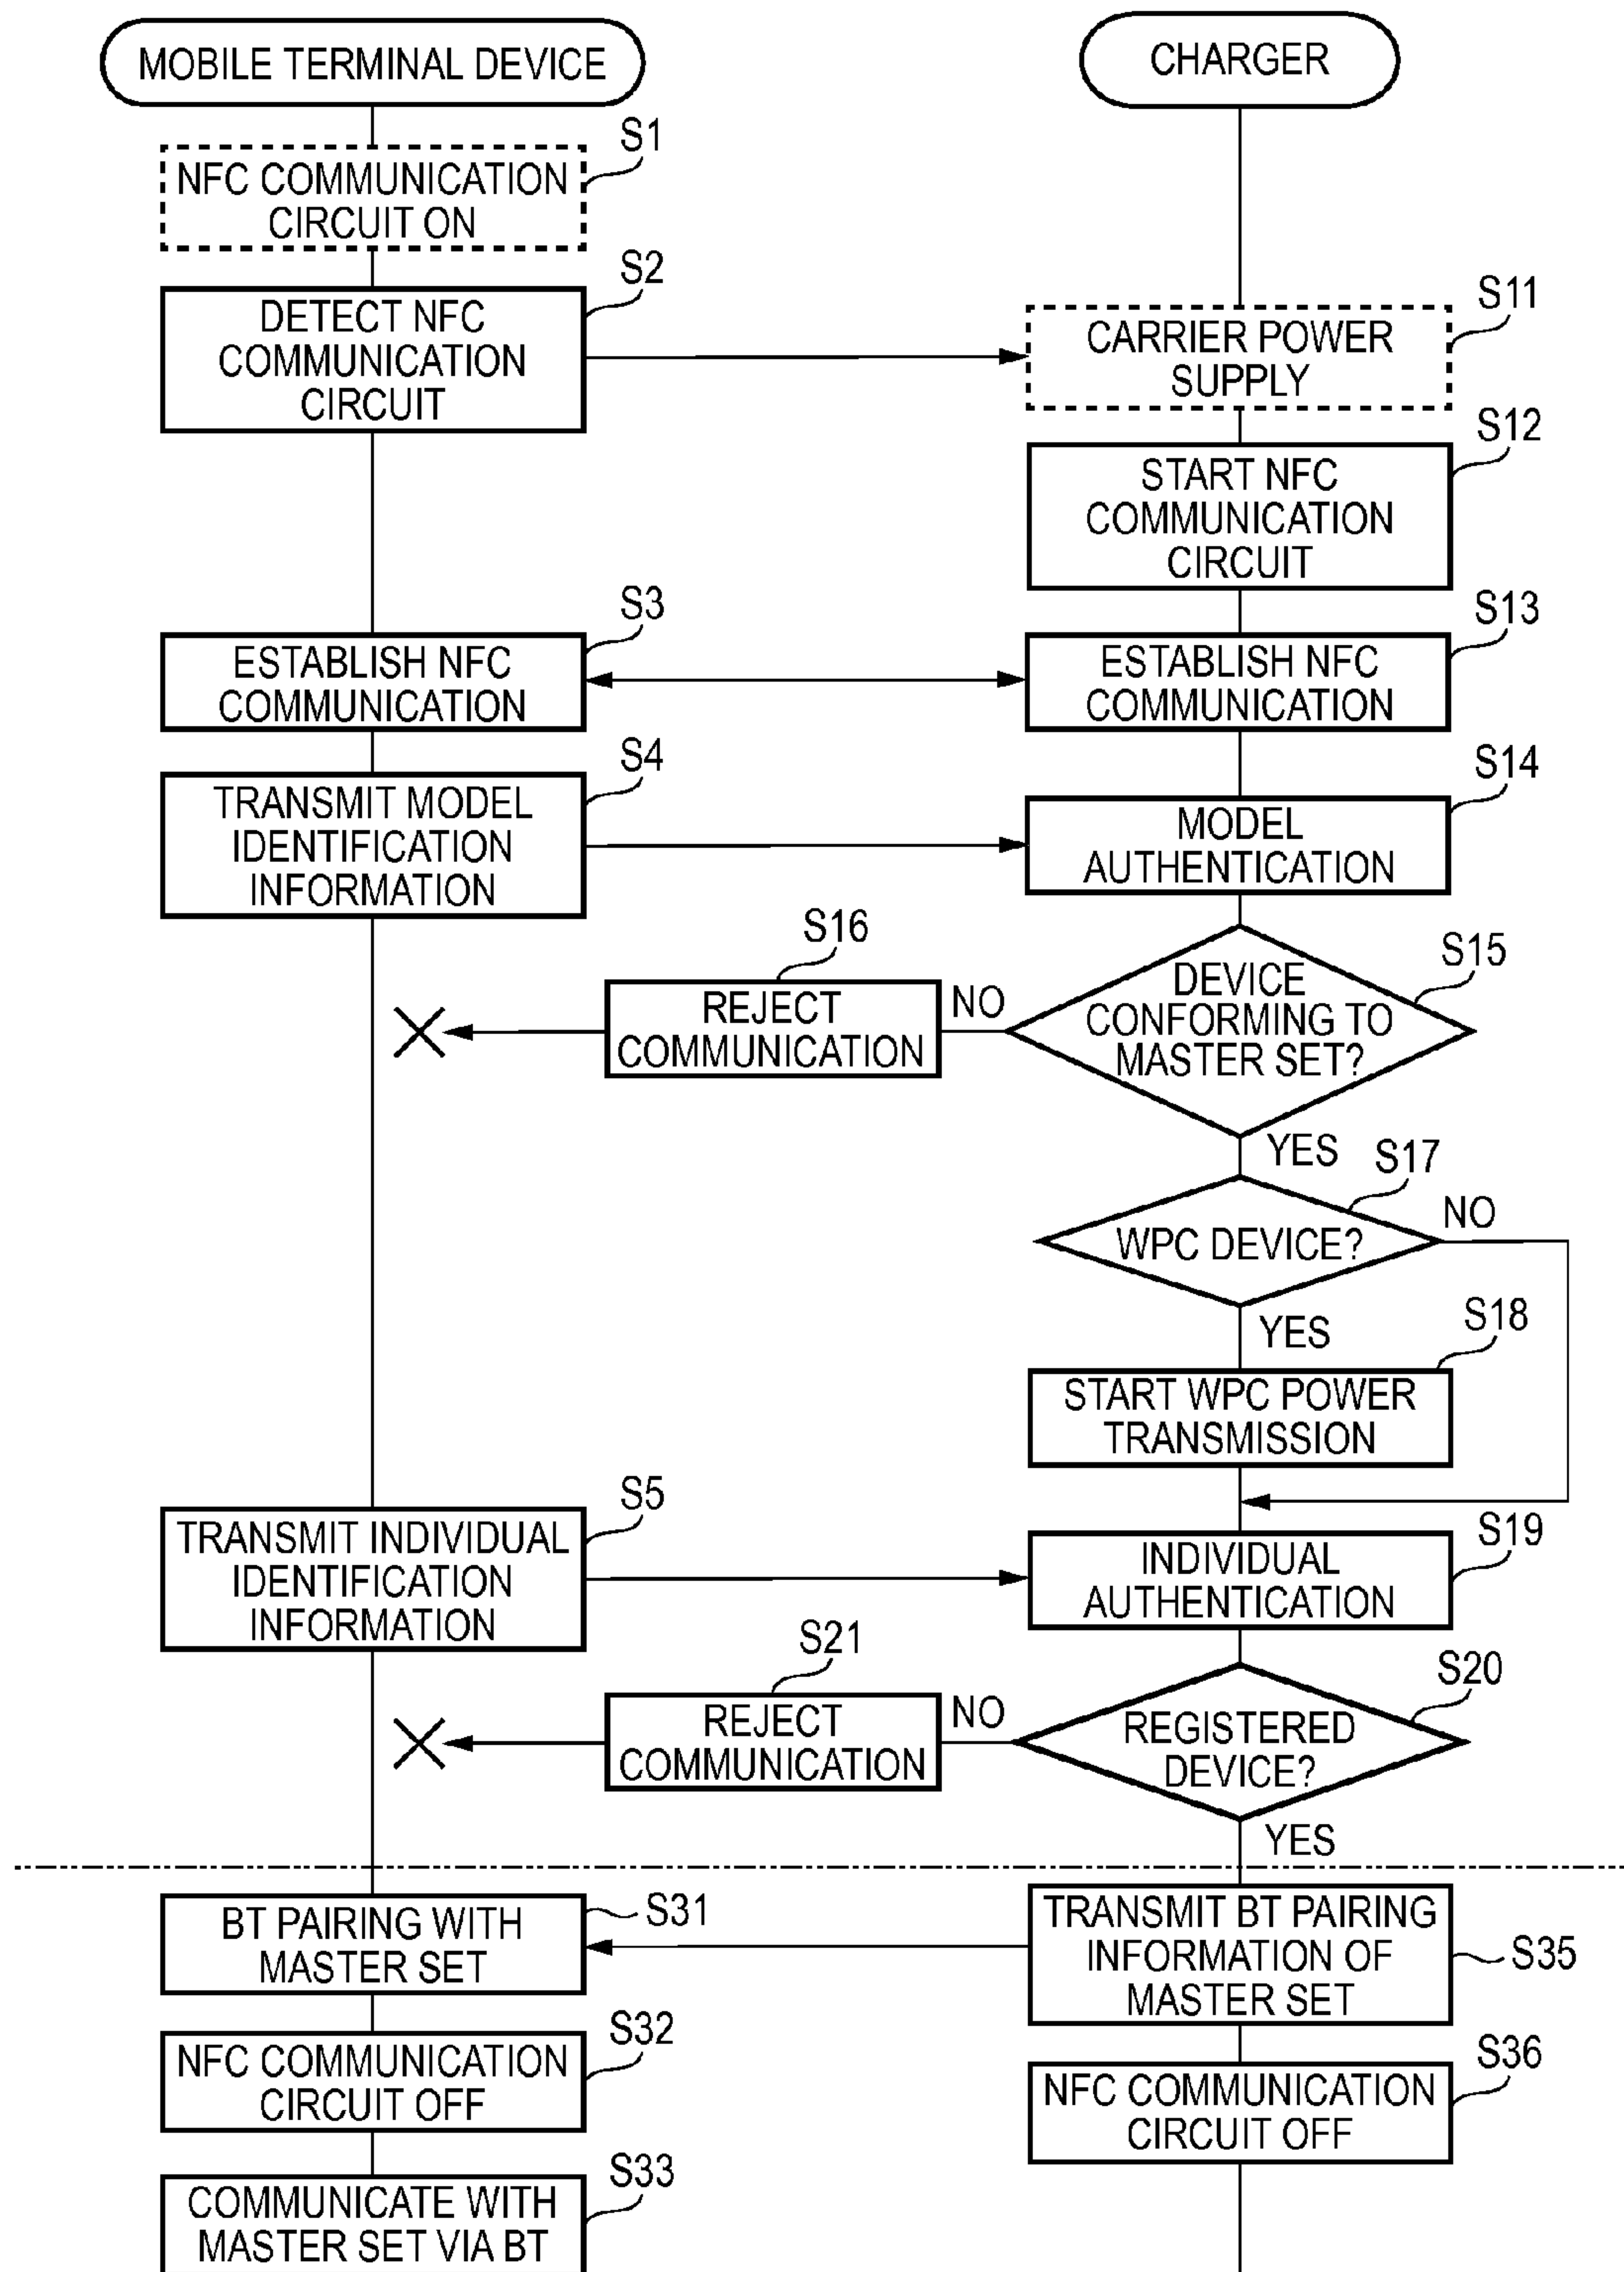 MOBILE TERMINAL DEVICE
CHARGER
S1
NFC COMMUNICATION
CIRCUIT ON
S2
DETECT NFC
COMMUNICATION
CIRCUIT
S11
CARRIER POWER
SUPPLY
S12
START NFC
COMMUNICATION
CIRCUIT
S3
ESTABLISH NFC
COMMUNICATION
S13
ESTABLISH NFC
COMMUNICATION
S4
TRANSMIT MODEL
IDENTIFICATION
INFORMATION
S14
MODEL
AUTHENTICATION
S15
DEVICE
CONFORMING TO
MASTER SET?
NO
S16
REJECT
COMMUNICATION
YES
S17
WPC DEVICE?
NO
YES
S18
START WPC POWER
TRANSMISSION
S5
TRANSMIT INDIVIDUAL
IDENTIFICATION
INFORMATION
S19
INDIVIDUAL
AUTHENTICATION
S20
REGISTERED
DEVICE?
NO
S21
REJECT
COMMUNICATION
YES
BT PAIRING WITH
MASTER SET
S31
TRANSMIT BT PAIRING
INFORMATION OF
MASTER SET
S35
S32
NFC COMMUNICATION
CIRCUIT OFF
S36
NFC COMMUNICATION
CIRCUIT OFF
S33
COMMUNICATE WITH
MASTER SET VIA BT